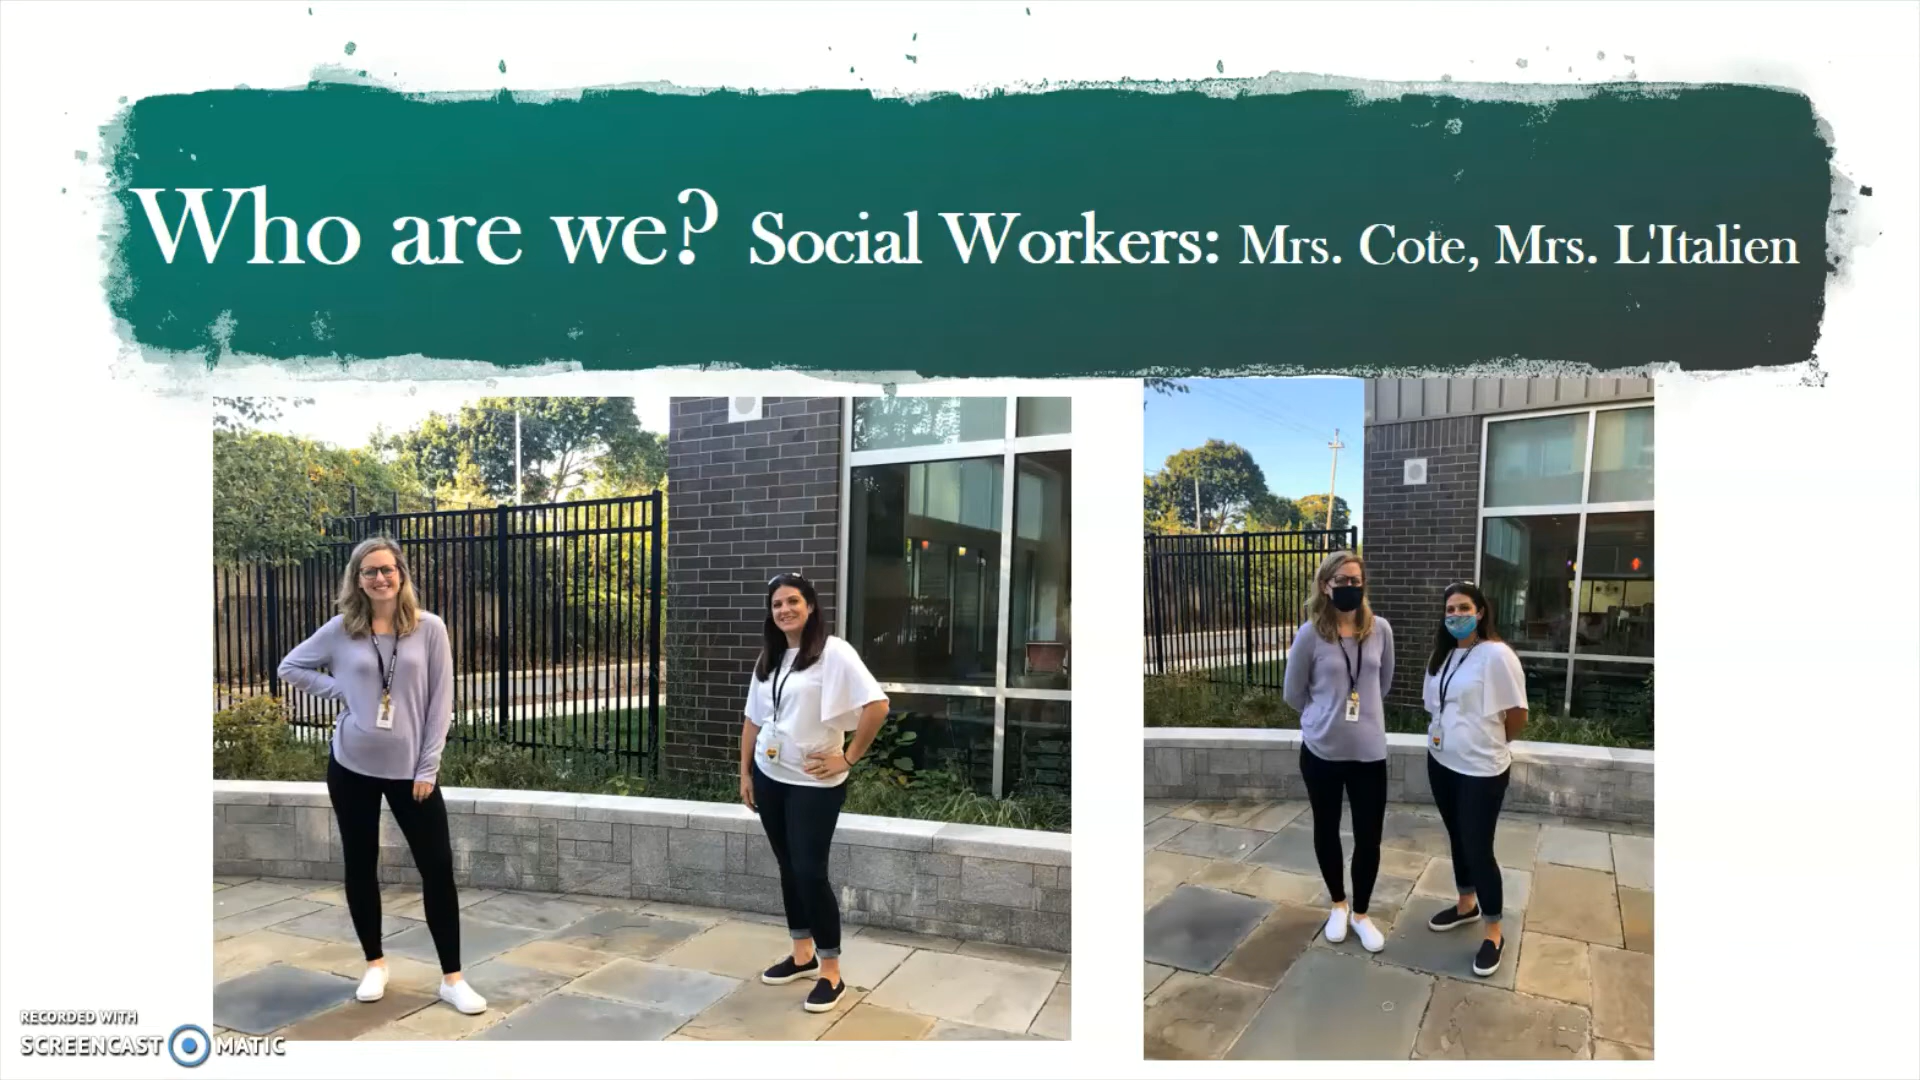 Who are we? Social Workers: Mrs. Cote, Mrs. L'Italien
RECORDED WITH
SCREENCAST MATIC